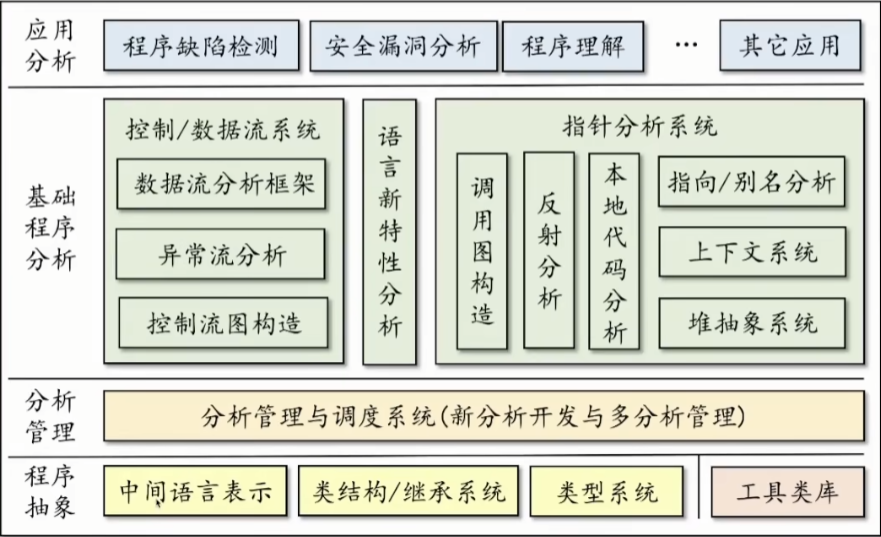 应用
分析
程序缺陷检测
安全漏洞分析
程序理解
…
其它应用
基础
程序
分析
控制/数据流系统
数据流分析框架
异常流分析
控制流图构造
语言新特性分析
指针分析系统
调用图构造
反射分析
本地代码分析
指向/别名分析
上下文系统
堆抽象系统
分析
管理
分析管理与调度系统(新分析开发与多分析管理)
程序
抽象
中间语言表示
类结构/继承系统
类型系统
工具类库